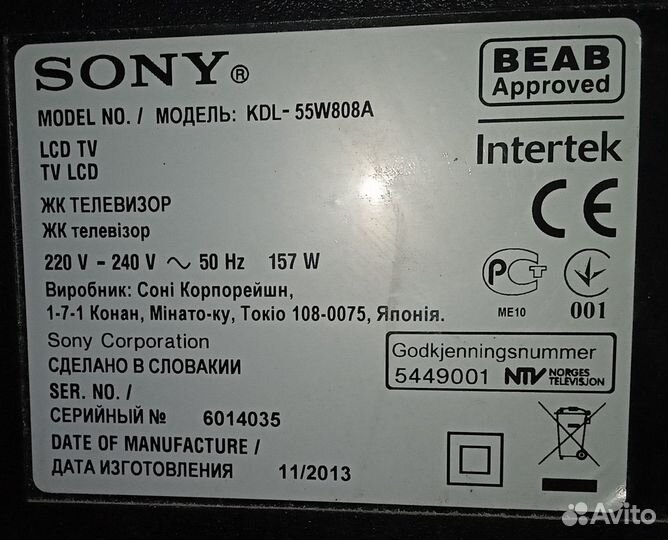 SONY®
BEAB
Approved
MODEL NO. / МОДЕЛЬ: KDL- 55W808A
Intertek
LCD TV
TV LCD
CE
ЖК ТЕЛЕВИЗОР
ЖК телевізор
220 V - 240 V ~ 50 Hz 157 W
РСТ
ME10
001
Виробник: Соні Корпорейшн,
1-7-1 Конан, Мінато-ку, Токіо 108-0075, Японія.
Sony Corporation
СДЕЛАНО В СЛОВАКИИ
Godkjenningsnummer
5449001 NTV NORGES
TELEVISJON
SER. NO. /
СЕРИЙНЫЙ № 6014035
DATE OF MANUFACTURE /
ДАТА ИЗГОТОВЛЕНИЯ 11/2013
Avito